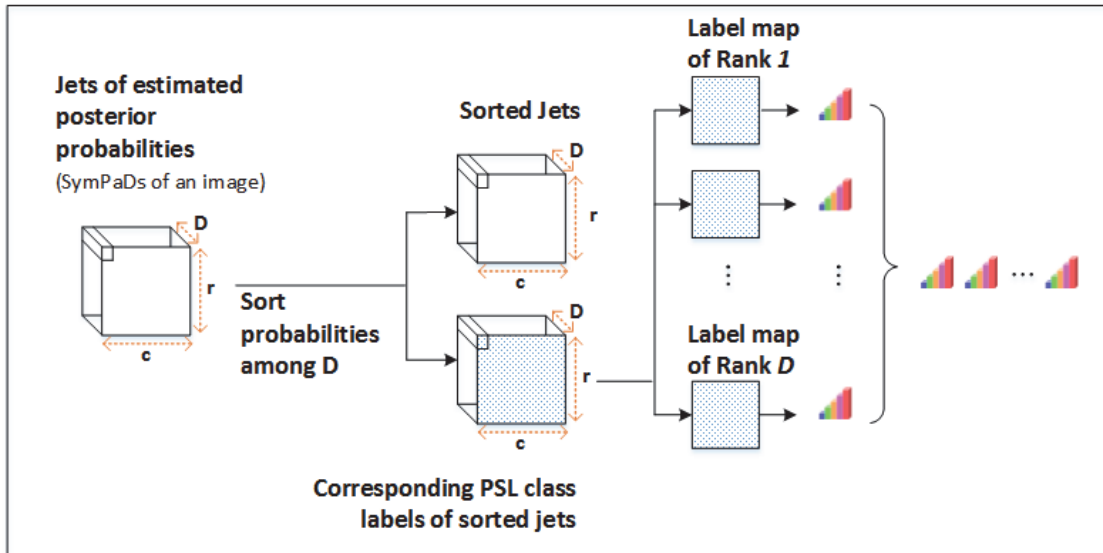 Jets of estimated
posterior
probabilities
(SymPaDs of an image)
D
r
c
Sort
probabilities
among D
Sorted Jets
D
r
c
D
r
c
Corresponding PSL class
labels of sorted jets
Label map
of Rank 1
⋮
⋮
Label map
of Rank D
...